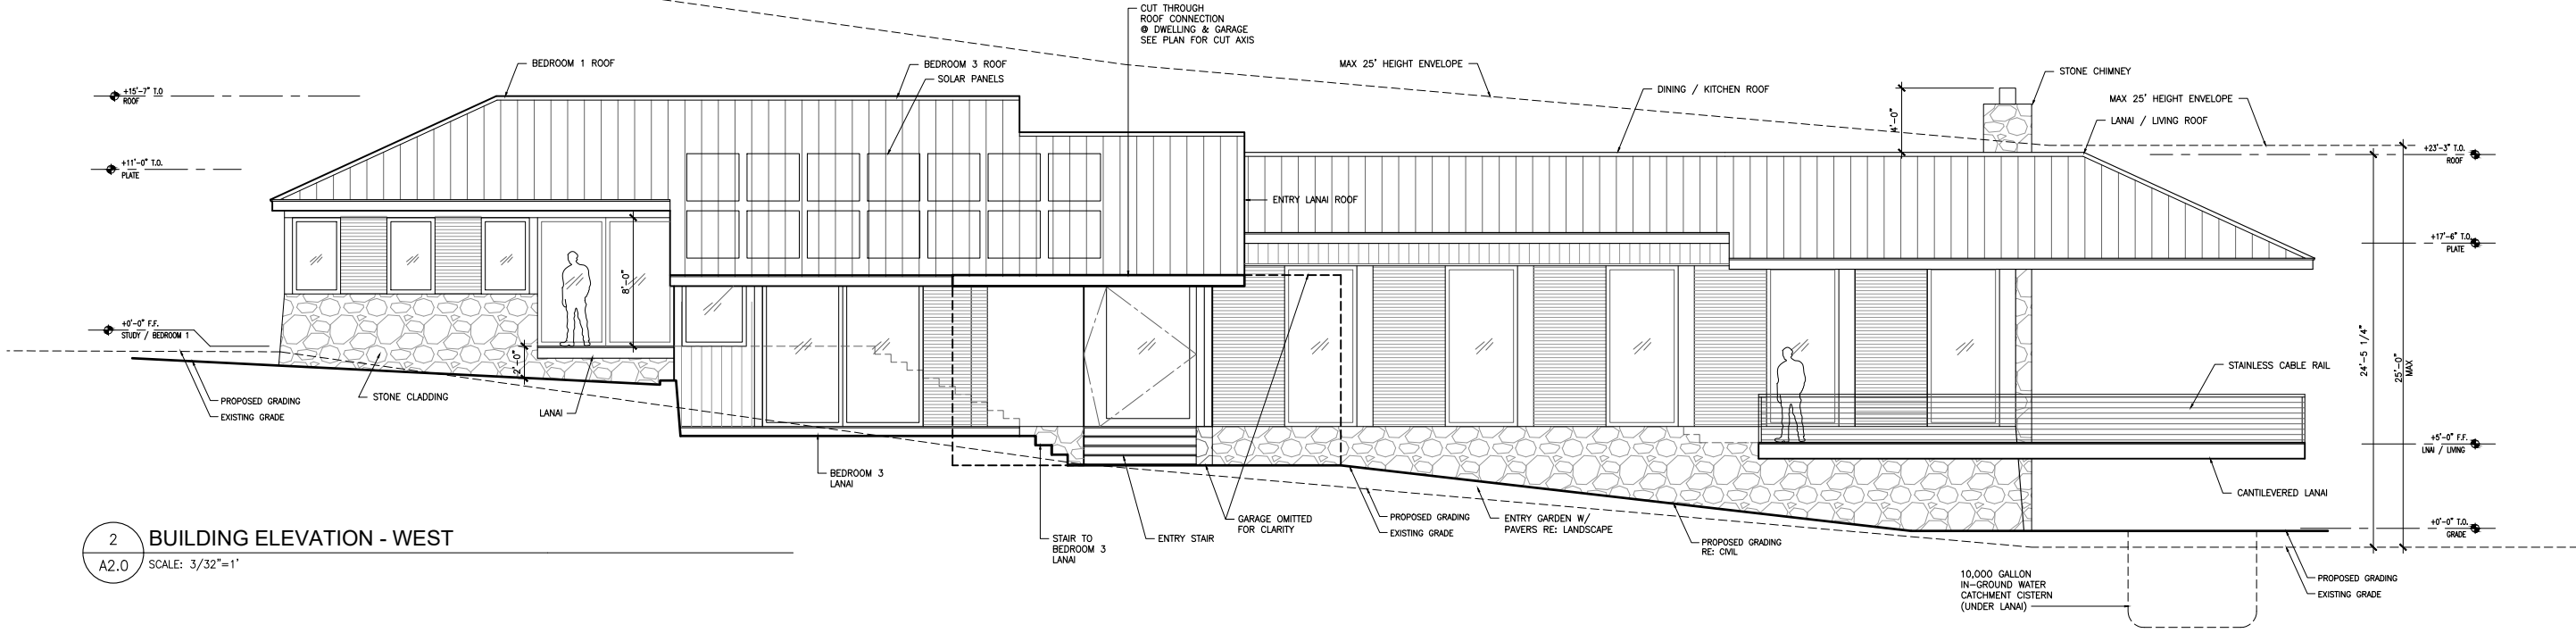 CUT THROUGH
ROOF CONNECTION
@ DWELLING & GARAGE
SEE PLAN FOR CUT AXIS
BEDROOM 1 ROOF
BEDROOM 3 ROOF
SOLAR PANELS
MAX 25' HEIGHT ENVELOPE
DINING / KITCHEN ROOF
STONE CHIMNEY
MAX 25' HEIGHT ENVELOPE
LANAI / LIVING ROOF
+15'-7" T.O
ROOF
4'-0"
+23'-3" T.O.
ROOF
+11'-0" T.O.
PLATE
ENTRY LANAI ROOF
+17'-6" T.O.
PLATE
8'-0"
+0'-0" F.F.
STUDY / BEDROOM 1
2'-0"
24'-5 1/4"
25'-0"
MAX
STAINLESS CABLE RAIL
PROPOSED GRADING
EXISTING GRADE
STONE CLADDING
LANAI
+5'-0" F.F.
LNAI / LIVING
BEDROOM 3
LANAI
CANTILEVERED LANAI
GARAGE OMITTED
FOR CLARITY
PROPOSED GRADING
EXISTING GRADE
ENTRY GARDEN W/
PAVERS RE: LANDSCAPE
+0'-0" T.O.
GRADE
2
A2.0
BUILDING ELEVATION - WEST
SCALE: 3/32"=1'
STAIR TO
BEDROOM 3
LANAI
ENTRY STAIR
PROPOSED GRADING
RE: CIVIL
10,000 GALLON
IN-GROUND WATER
CATCHMENT CISTERN
(UNDER LANAI)
PROPOSED GRADING
EXISTING GRADE